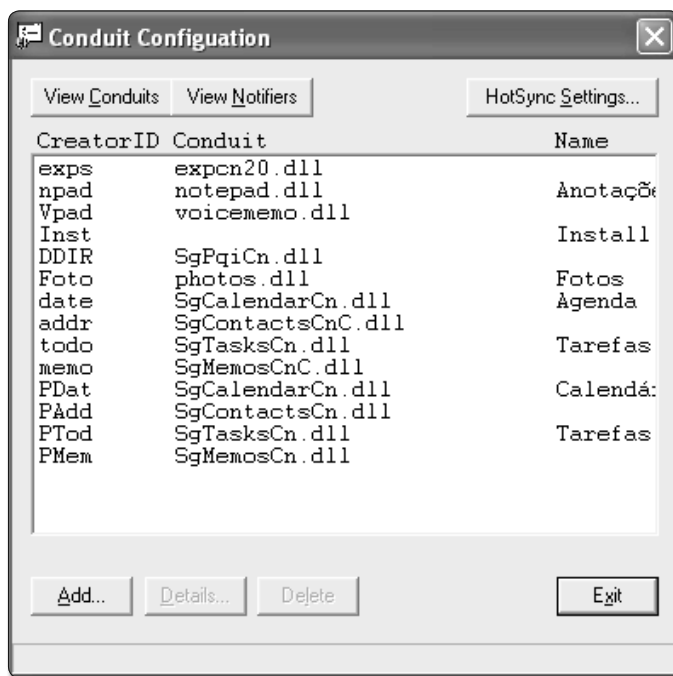 Conduit Configuation
View Conduits View Notifiers HotSync Settings...
CreatorID Conduit Name
exps expcn20.dll
npad notepad.dll Anotaçõe
Vpad voicememo.dll
Inst Install
DDIR SgPqiCn.dll
Foto photos.dll Fotos
date SgCalendarCn.dll Agenda
addr SgContactsCnC.dll
todo SgTasksCn.dll Tarefas
memo SgMemosCnC.dll
PDat SgCalendarCn.dll Calendá
PAdd SgContactsCn.dll
PTod SgTasksCn.dll Tarefas
PMem SgMemosCn.dll
Add... Details... Delete Exit